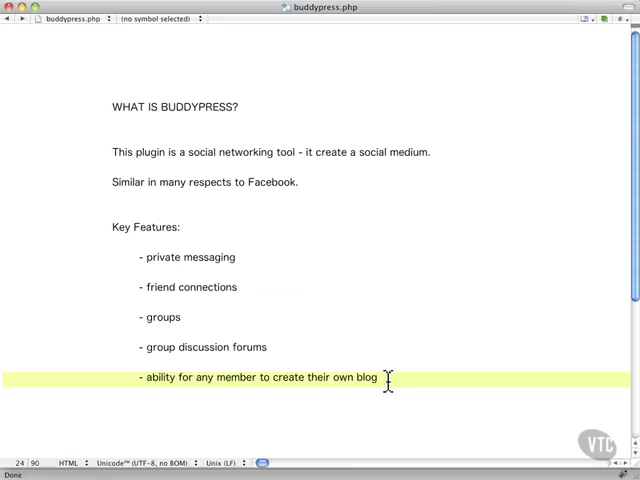 buddypress.php
buddypress.php (no symbol selected) #
WHAT IS BUDDYPRESS?
This plugin is a social networking tool - it create a social medium.
Similar in many respects to Facebook.
Key Features:
- private messaging
- friend connections
- groups
- group discussion forums
- ability for any member to create their own blog
VTC
24 90 HTML Unicode™ (UTF-8, no BOM) Unix (LF)
Done